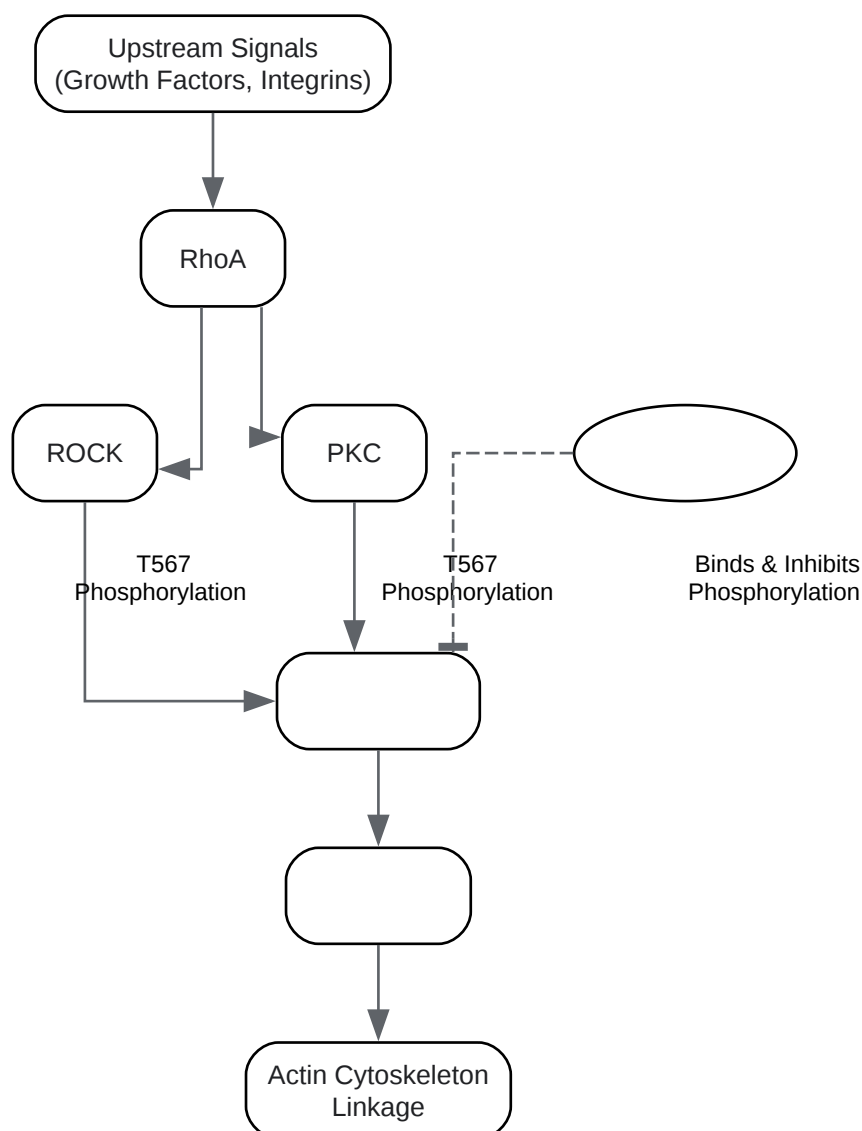 Upstream Signals
(Growth Factors, Integrins)
RhoA
ROCK
PKC
T567
Phosphorylation
T567
Phosphorylation
Binds & Inhibits
Phosphorylation
Actin Cytoskeleton
Linkage